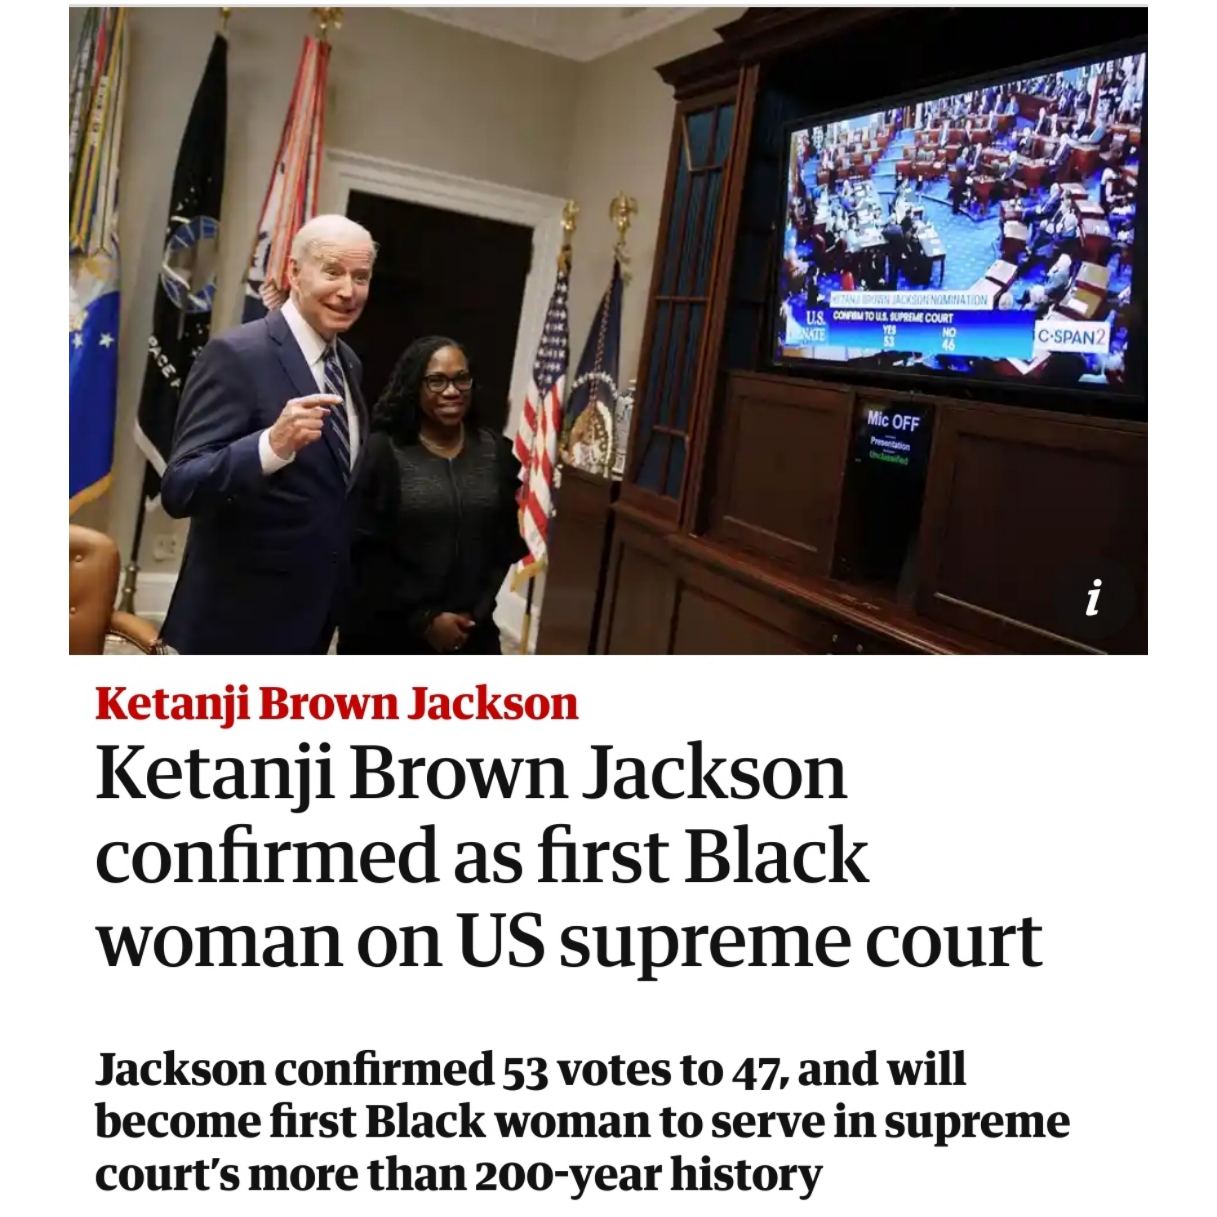 LIVE
KETANJI BROWN JACKSON NOMINATION
CONFIRM TO U.S. SUPREME COURT
U.S.
YES
NO
53
46
C-SPAN2
Mic OFF
Presentation
Unclassified
i
Ketanji Brown Jackson
Ketanji Brown Jackson
confirmed as first Black
woman on US supreme court
Jackson confirmed 53 votes to 47, and will
become first Black woman to serve in supreme
court's more than 200-year history